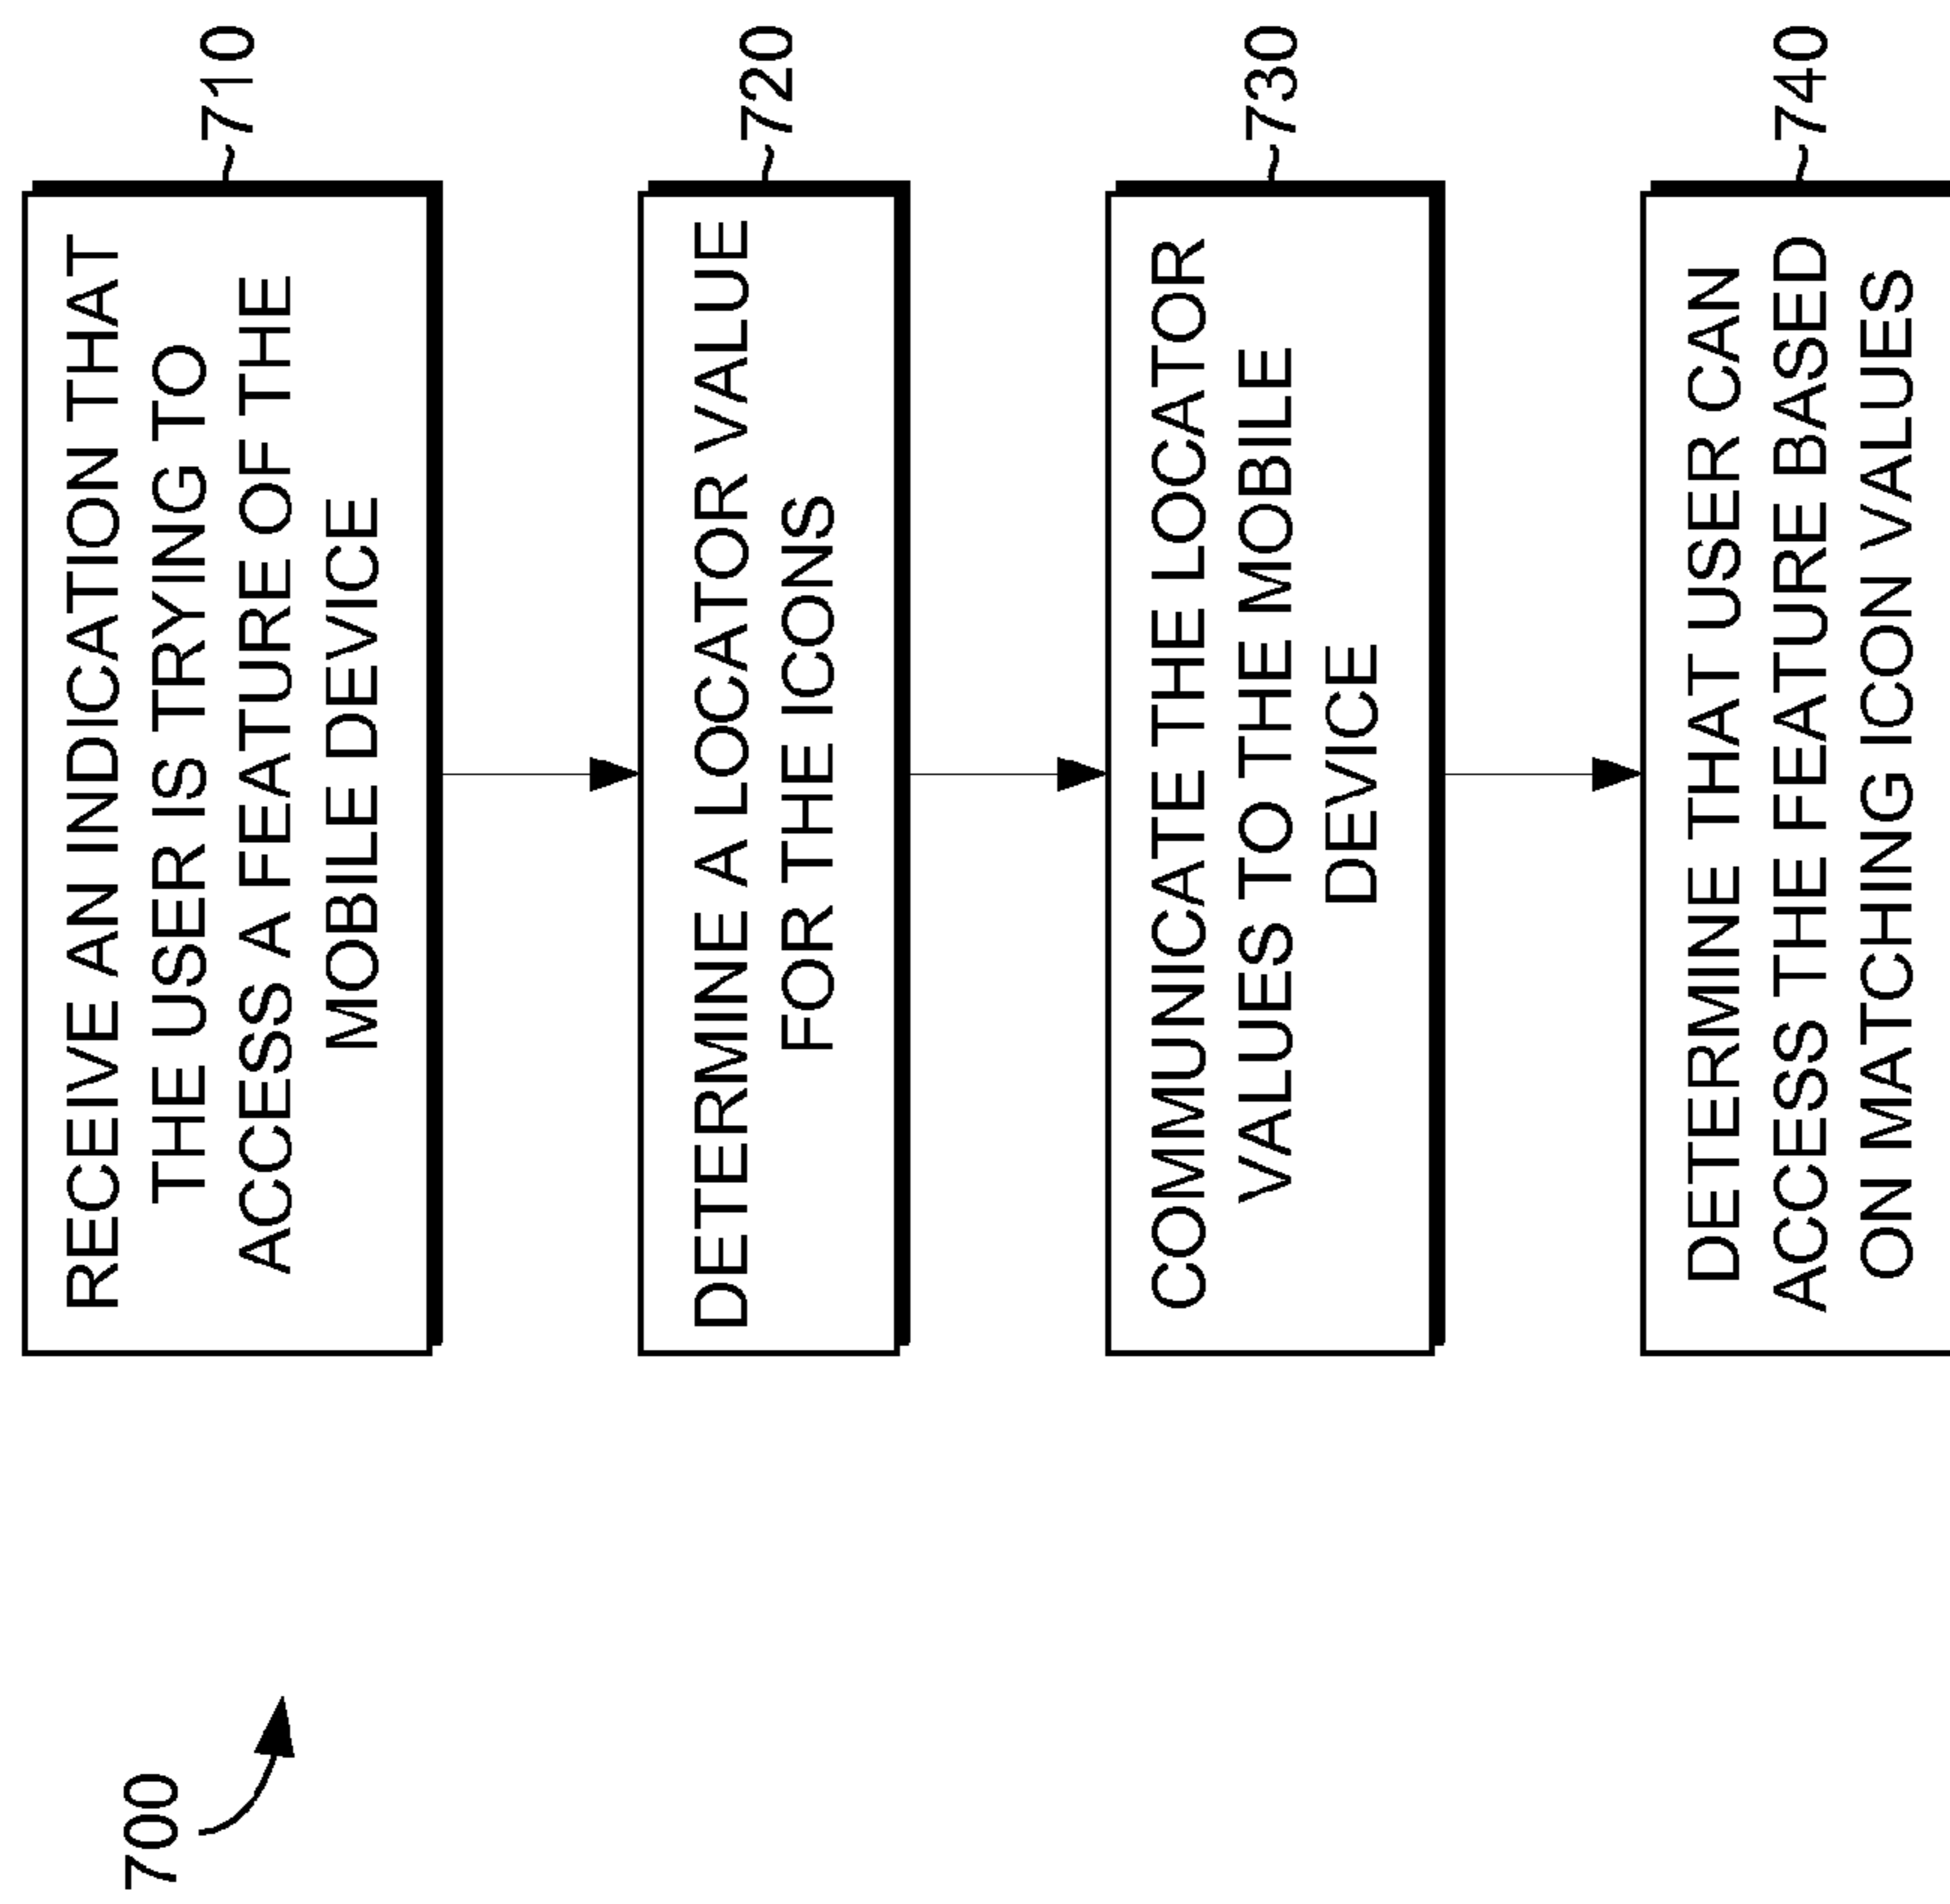 700
RECEIVE AN INDICATION THAT
THE USER IS TRYING TO
ACCESS A FEATURE OF THE
MOBILE DEVICE
~710
DETERMINE A LOCATOR VALUE
FOR THE ICONS
~720
COMMUNICATE THE LOCATOR
VALUES TO THE MOBILE
DEVICE
~730
DETERMINE THAT USER CAN
ACCESS THE FEATURE BASED
ON MATCHING ICON VALUES
~740